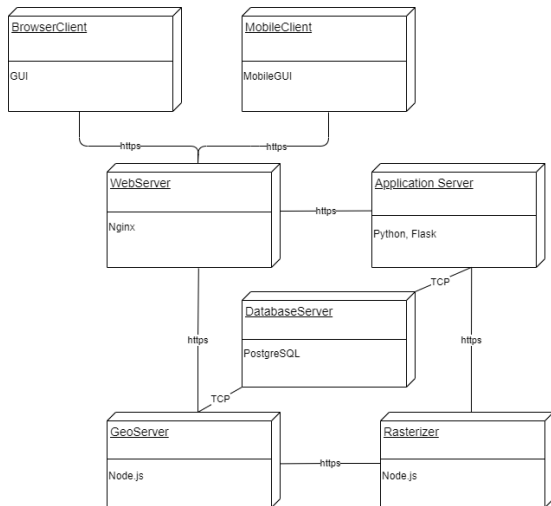 BrowserClient
GUI
MobileClient
MobileGUI
https
https
WebServer
Nginx
https
Application Server
Python, Flask
TCP
DatabaseServer
PostgreSQL
https
https
TCP
GeoServer
Node.js
https
Rasterizer
Node.js